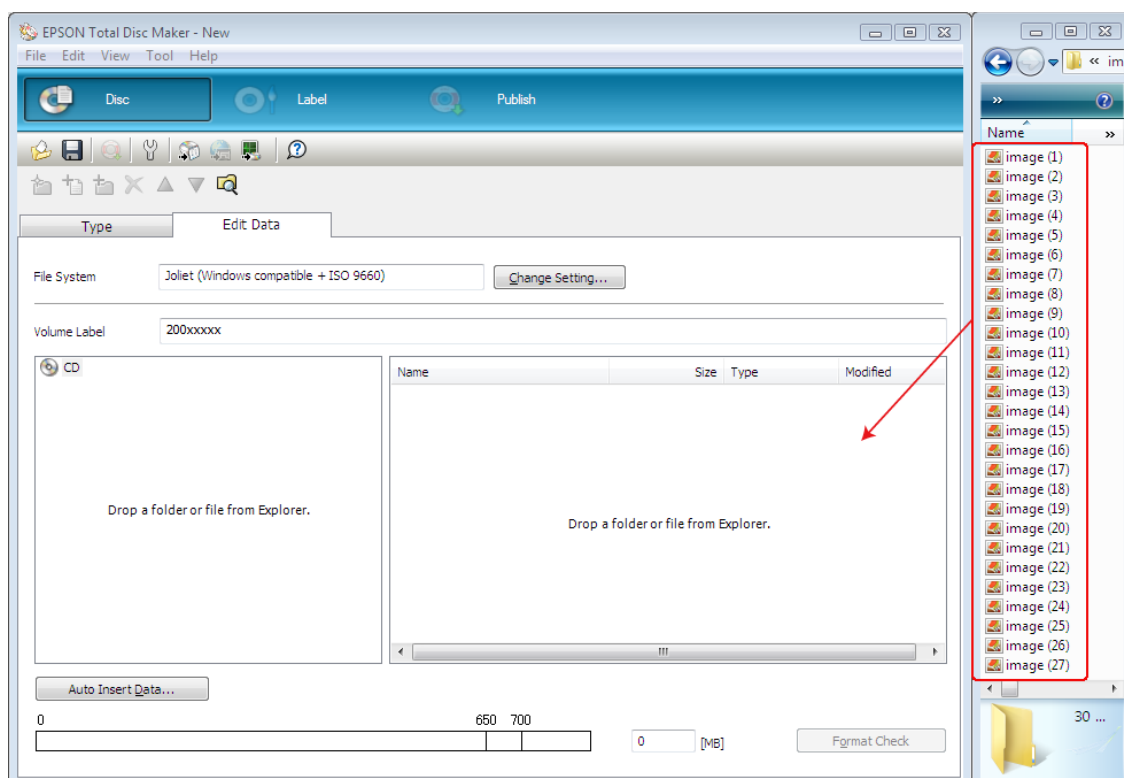 EPSON Total Disc Maker - New
File Edit View Tool Help
Disc
Label
Publish
Type
Edit Data
File System
Joliet (Windows compatible + ISO 9660)
Change Setting...
Volume Label
200xxxxx
CD
Drop a folder or file from Explorer.
Name Size Type Modified
Drop a folder or file from Explorer.
Auto Insert Data...
0 650 700
0 [MB]
Format Check
« im
»
Name »
image (1)
image (2)
image (3)
image (4)
image (5)
image (6)
image (7)
image (8)
image (9)
image (10)
image (11)
image (12)
image (13)
image (14)
image (15)
image (16)
image (17)
image (18)
image (19)
image (20)
image (21)
image (22)
image (23)
image (24)
image (25)
image (26)
image (27)
30 ...